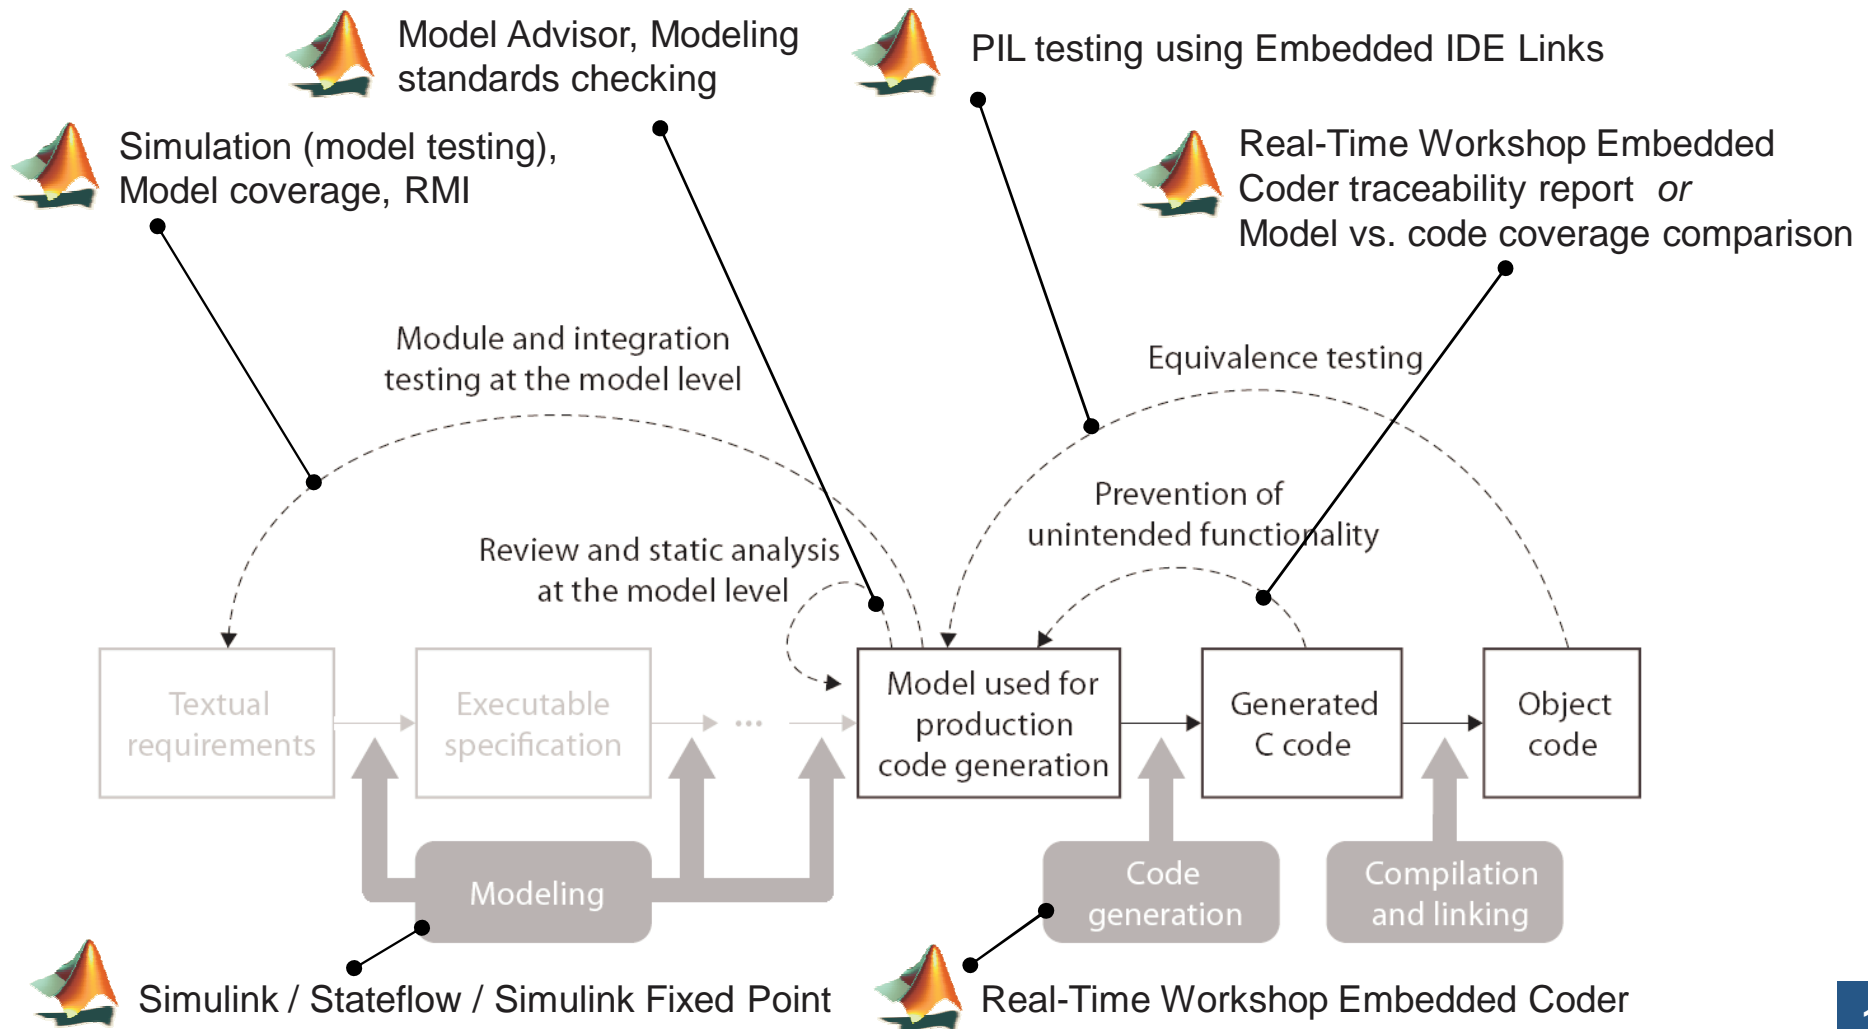 Model Advisor, Modeling
standards checking
PIL testing using Embedded IDE Links
Simulation (model testing),
Model coverage, RMI
Real-Time Workshop Embedded
Coder traceability report or
Model vs. code coverage comparison
Module and integration
testing at the model level
Equivalence testing
Prevention of
unintended functionality
Review and static analysis
at the model level
Textual
requirements
Executable
specification
...
Model used for
production
code generation
Generated
C code
Object
code
Modeling
Code
generation
Compilation
and linking
Simulink / Stateflow / Simulink Fixed Point
Real-Time Workshop Embedded Coder